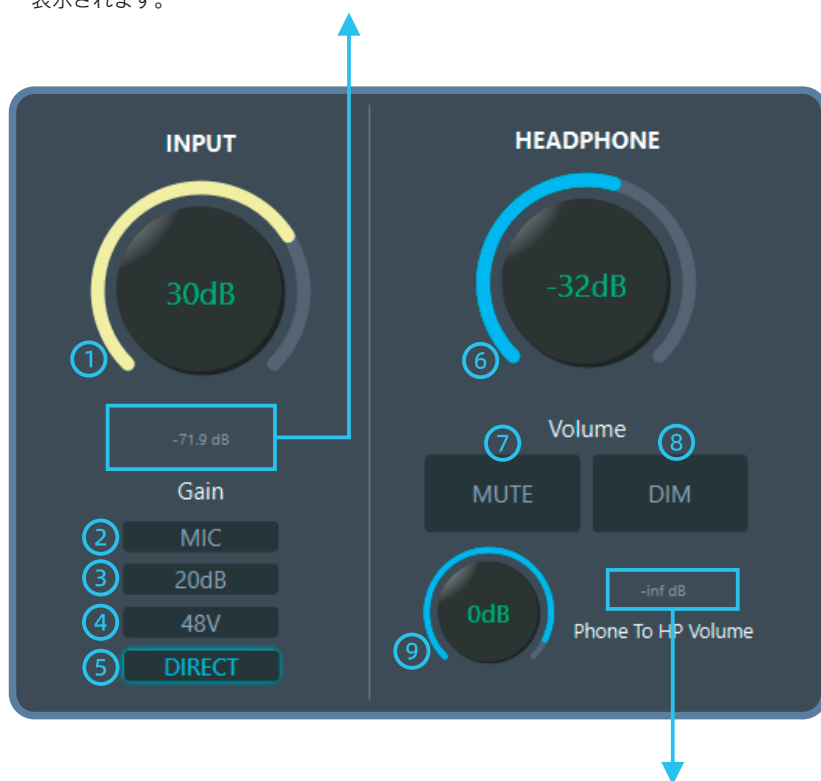 表示されます。
INPUT
HEADPHONE
30dB
-32dB
1
6
-71.9 dB
Volume
7
8
Gain
MUTE
DIM
2
MIC
3
20dB
-inf dB
4
48V
0dB
Phone To HP Volume
5
DIRECT
9